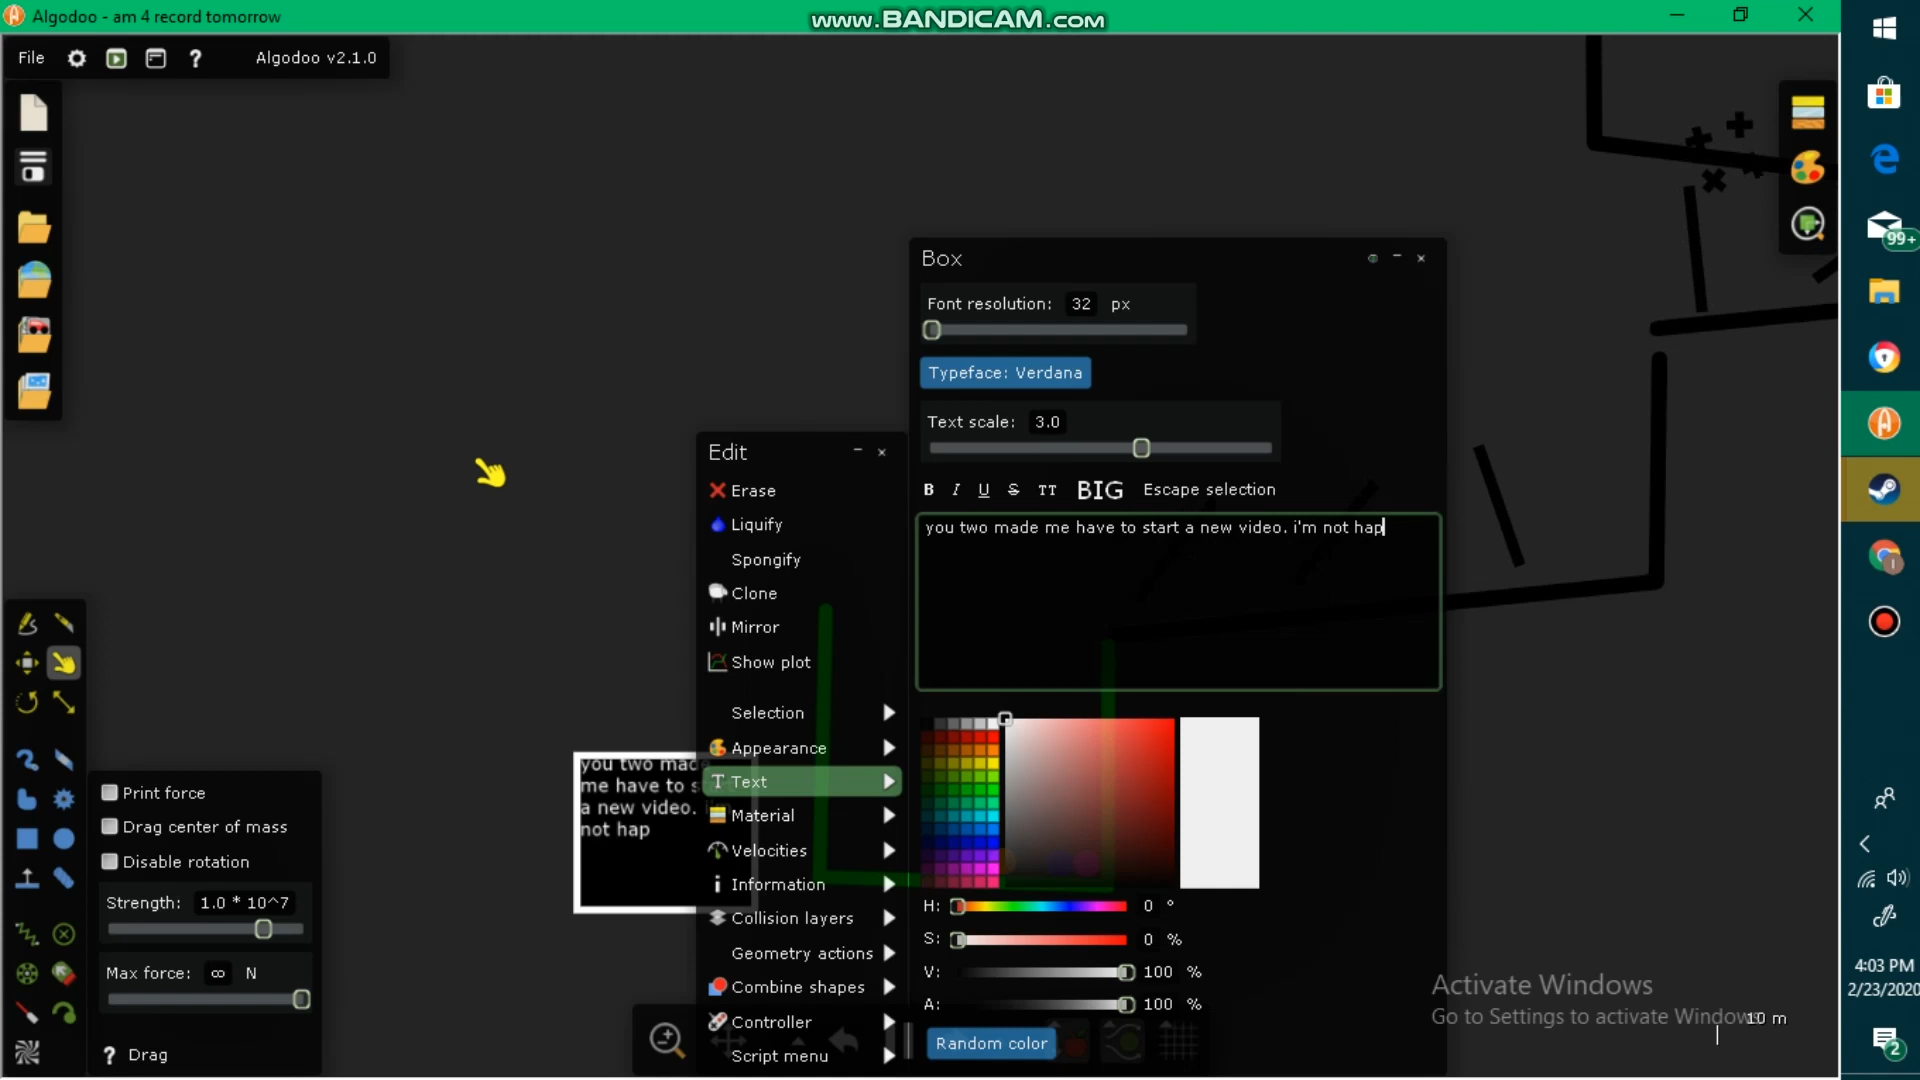 Algodoo - am 4 record tomorrow
www.BANDICAM.com
File
?
Algodoo v2.1.0
99+
Box
Font resolution: 32 px
Typeface: Verdana
Text scale: 3.0
B I U S TT BIG Escape selection
you two made me have to start a new video. i'm not hap
Edit
Erase
Liquify
Spongify
Clone
Mirror
Show plot
Selection
Appearance
T Text
Material
Velocities
i Information
Collision layers
Geometry actions
Combine shapes
Controller
Script menu
you two made
me have to s
a new video. i'm
not hap
H: 0 °
S: 0 %
V: 100 %
A: 100 %
Random color
Print force
Drag center of mass
Disable rotation
Strength: 1.0 * 10^7
Max force: ∞ N
? Drag
Activate Windows
Go to Settings to activate Windows.
10 m
4:03 PM
2/23/2020
2